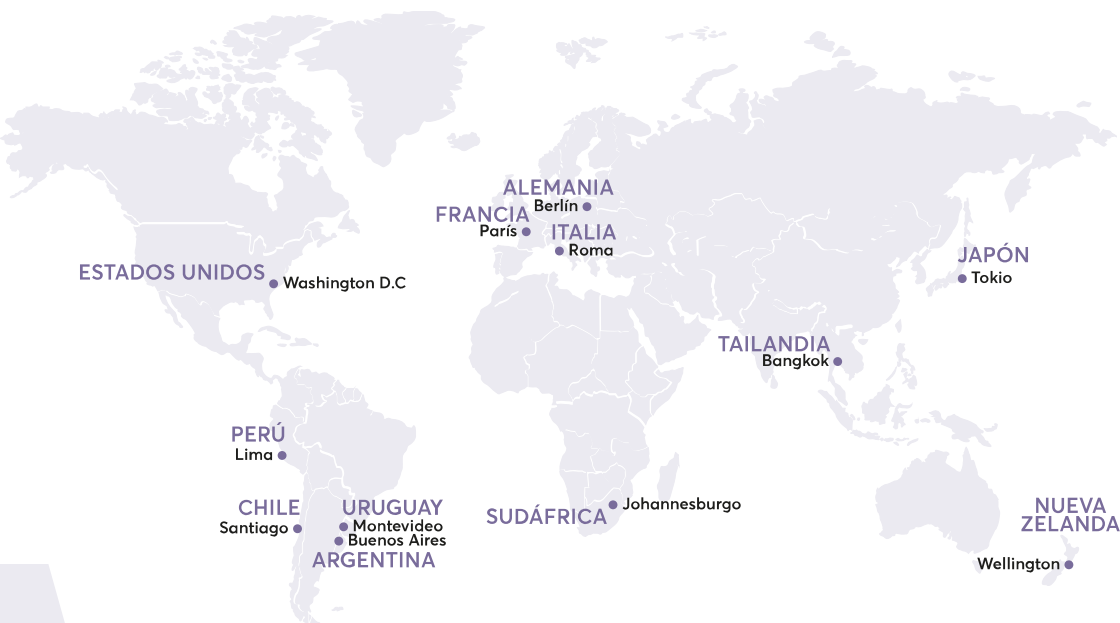 ALEMANIA
Berlín
FRANCIA
París
ITALIA
Roma
ESTADOS UNIDOS
Washington D.C
JAPÓN
Tokio
TAILANDIA
Bangkok
PERÚ
Lima
CHILE
Santiago
URUGUAY
Montevideo
Buenos Aires
ARGENTINA
SUDÁFRICA
Johannesburgo
NUEVA
ZELANDA
Wellington